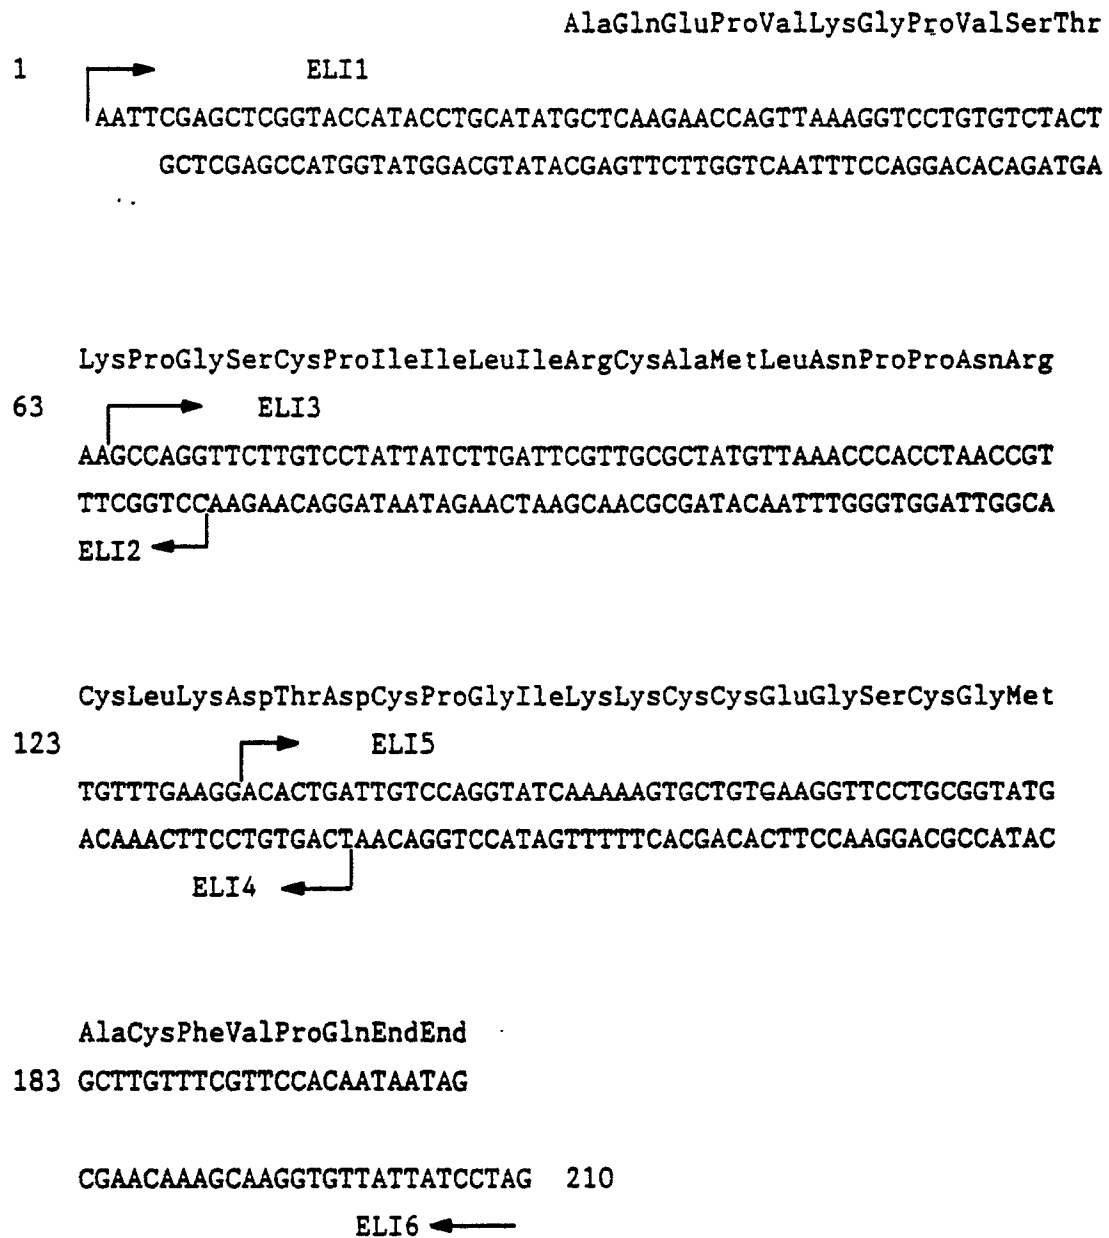 AlaGlnGluProValLysGlyProValSerThr
1 ELI1
AATTCGAGCTCGGTACCATACCTGCATATGCTCAAGAACCAGTTAAAGGTCCTGTGTCTACT
GCTCGAGCCATGGTATGGACGTATACGAGTTCTTGGTCAATTTCCAGGACACAGATGA
LysProGlySerCysProIleIleLeuIleArgCysAlaMetLeuAsnProProAsnArg
63 ELI3
AAGCCAGGTTCTTGTCCTATTATCTTGATTCGTTGCGCTATGTTAAACCCACCTAACCGT
TTCGGTCCAAGAACAGGATAATAGAACTAAGCAACGCGATACAATTTGGGTGGATTGGCA
ELI2
CysLeuLysAspThrAspCysProGlyIleLysLysCysCysGluGlySerCysGlyMet
123 ELI5
TGTTTGAAGGACACTGATTGTCCAGGTATCAAAAAGTGCTGTGAAGGTTCCTGCGGTATG
ACAAACTTCCTGTGACTAACAGGTCCATAGTTTTTCACGACACTTCCAAGGACGCCATAC
ELI4
AlaCysPheValProGlnEndEnd
183 GCTTGTTTCGTTCCACAATAATAG
CGAACAAAGCAAGGTGTTATTATCCTAG 210
ELI6